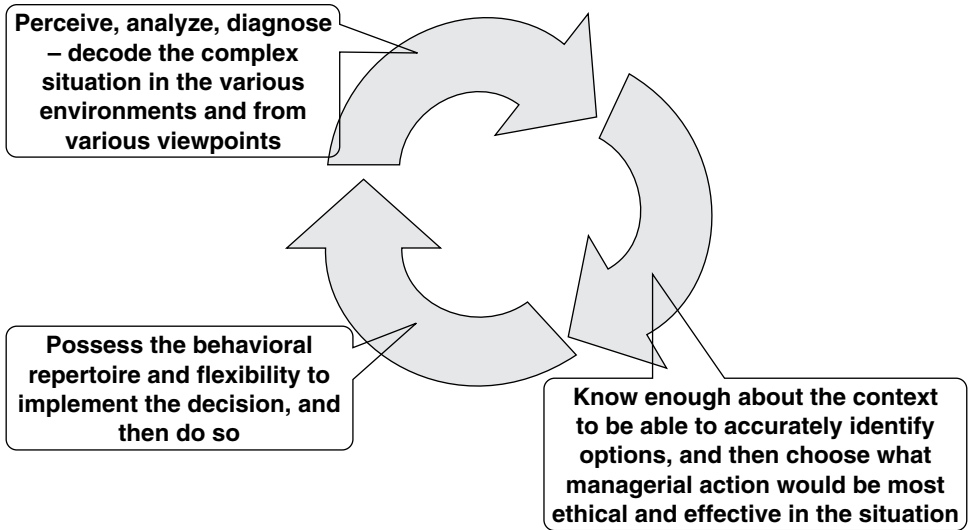 Perceive, analyze, diagnose
– decode the complex
situation in the various
environments and from
various viewpoints
Know enough about the context
to be able to accurately identify
options, and then choose what
managerial action would be most
ethical and effective in the situation
Possess the behavioral
repertoire and flexibility to
implement the decision, and
then do so